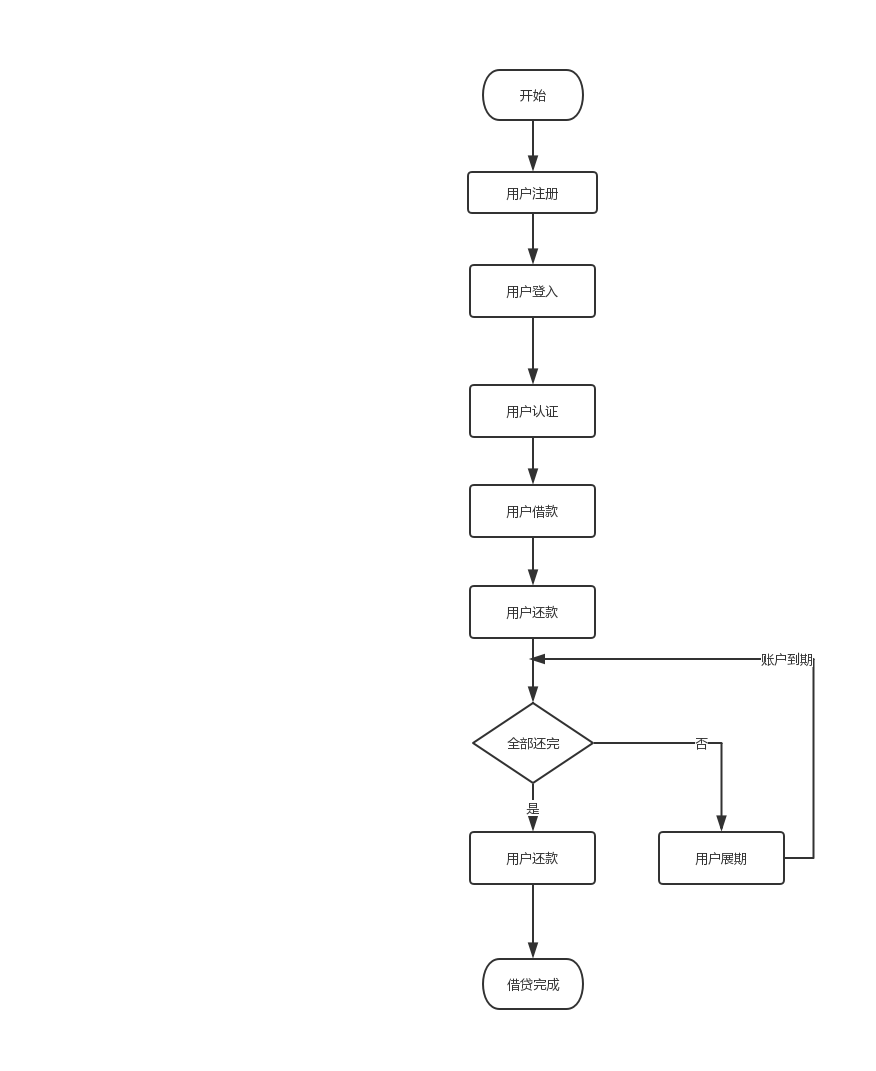 开始
用户注册
用户登入
用户认证
用户借款
用户还款
账户到期
全部还完
否
是
用户还款
用户展期
借贷完成